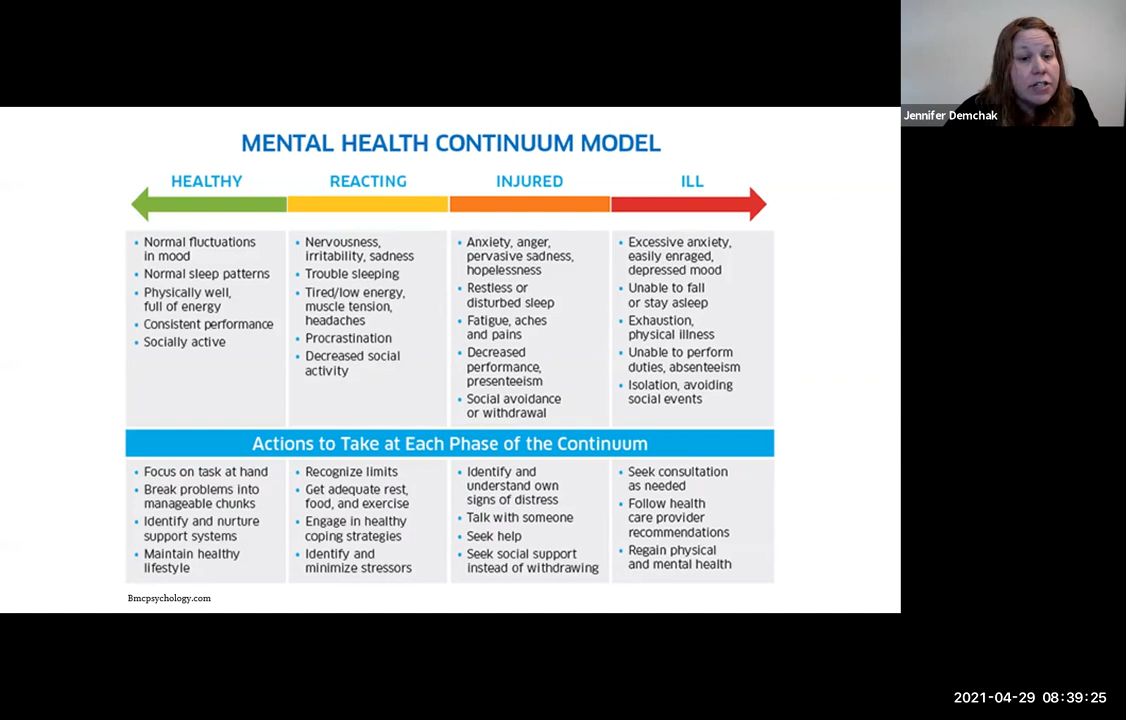 Jennifer Demchak
MENTAL HEALTH CONTINUUM MODEL
HEALTHY
REACTING
INJURED
ILL
• Normal fluctuations
in mood
• Normal sleep patterns
• Physically well,
full of energy
• Consistent performance
• Socially active
• Nervousness,
irritability, sadness
• Trouble sleeping
• Tired/low energy,
muscle tension,
headaches
• Procrastination
• Decreased social
activity
• Anxiety, anger,
pervasive sadness,
hopelessness
• Restless or
disturbed sleep
• Fatigue, aches
and pains
• Decreased
performance,
presenteeism
• Social avoidance
or withdrawal
• Excessive anxiety,
easily enraged,
depressed mood
• Unable to fall
or stay asleep
• Exhaustion,
physical illness
• Unable to perform
duties, absenteeism
• Isolation, avoiding
social events
Actions to Take at Each Phase of the Continuum
• Focus on task at hand
• Break problems into
manageable chunks
• Identify and nurture
support systems
• Maintain healthy
lifestyle
• Recognize limits
• Get adequate rest,
food, and exercise
• Engage in healthy
coping strategies
• Identify and
minimize stressors
• Identify and
understand own
signs of distress
• Talk with someone
• Seek help
• Seek social support
instead of withdrawing
• Seek consultation
as needed
• Follow health
care provider
recommendations
• Regain physical
and mental health
Bmcpsychology.com
2021-04-29 08:39:25